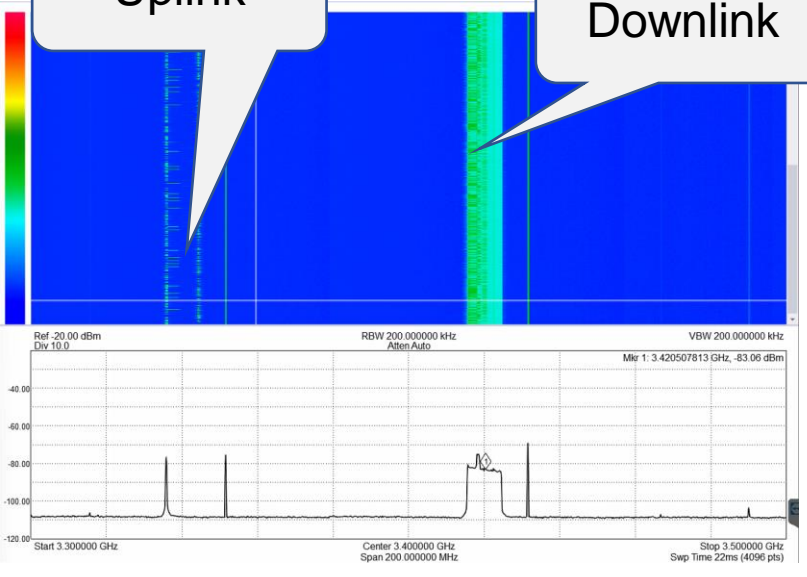 Uplink
Downlink
Ref -20.00 dBm
RBW 200.000000 kHz
VBW 200.000000 kHz
Div 10.0
Atten Auto
Mkr 1: 3.420507813 GHz, -83.06 dBm
-40.00
-60.00
-80.00
1
-100.00
-120.00
Start 3.300000 GHz
Center 3.400000 GHz
Stop 3.500000 GHz
Span 200.000000 MHz
Swp Time 22ms (4096 pts)